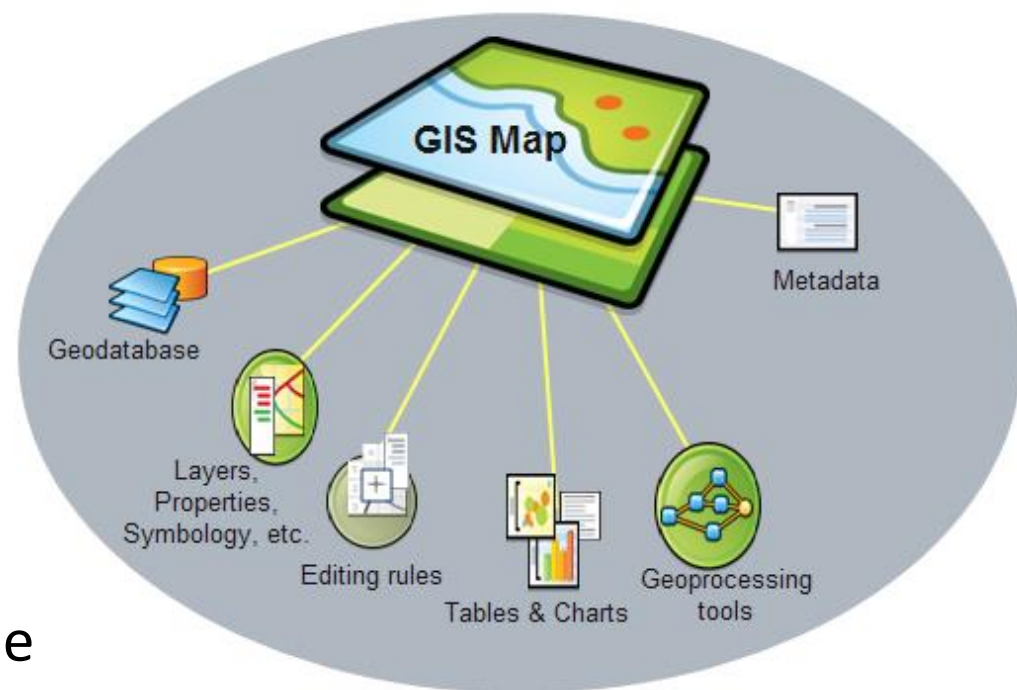 GIS Map
Metadata
Geodatabase
Layers,
Properties,
Symbology, etc.
Editing rules
Tables & Charts
Geoprocessing
tools
e